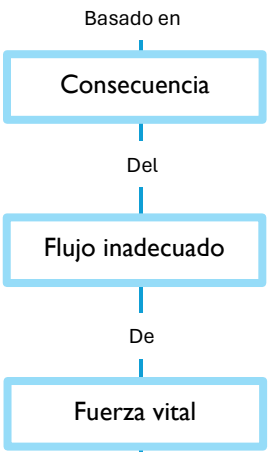 Basado en
Consecuencia
Del
Flujo inadecuado
De
Fuerza vital